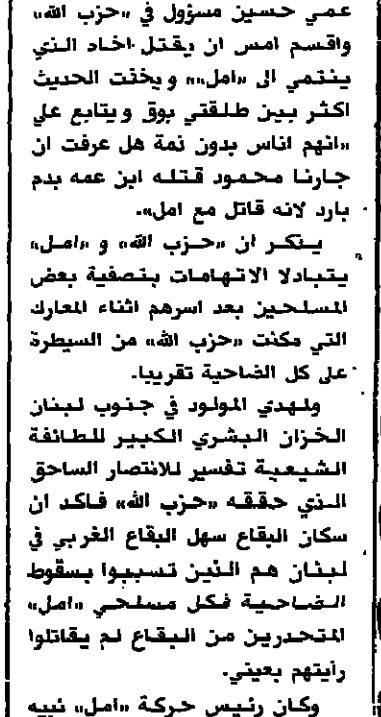 عمي حسين مسؤول في «حزب الله»
واقسم امس ان يقتل اخاه الذي
ينتمي الى «امل»» ويخفت الحديث
اكثر بين طلقتي بوق ويتابع علي
«انهم اناس بدون نمة هل عرفت ان
جارنا محمود قتله ابن عمه بدم
بارد لانه قاتل مع امل».
يذكر ان «حزب الله» و «امل»
يتبادلا الاتهامات بتصفية بعض
المسلحين بعد اسرهم اثناء المعارك
التي مكنت «حزب الله» من السيطرة
على كل الضاحية تقريبا.
ولمهدي المولود في جنوب لبنان
الخزان البشري الكبير للطائفة
الشيعية تفسير للانتصار الساحق
الذي حققه «حزب الله» فاكد ان
سكان البقاع سهل البقاع الغربي في
لبنان هم الذين تسببوا بسقوط
الضاحية فكل مسلحي «امل»
المتحدرين من البقاع لم يقاتلوا
رأيتهم بعيني.
وكان رئيس حركة «امل» نبيه